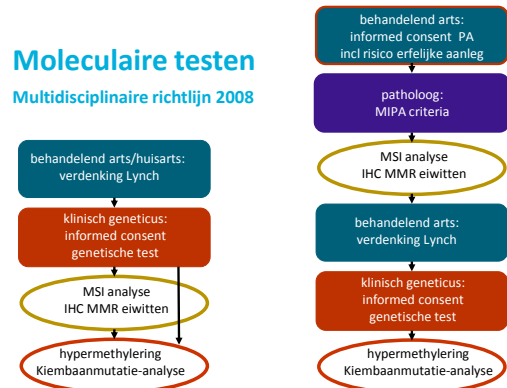 Moleculaire testen
Multidisciplinaire richtlijn 2008
behandelend arts/huisarts:
verdenking Lynch
klinisch geneticus:
informed consent
genetische test
MSI analyse
IHC MMR eiwitten
hypermethylering
Kiembaanmutatie-analyse
behandelend arts:
informed consent PA
incl risico erfelijke aanleg
patholoog:
MIPA criteria
MSI analyse
IHC MMR eiwitten
behandelend arts:
verdenking Lynch
klinisch geneticus:
informed consent
genetische test
hypermethylering
Kiembaanmutatie-analyse